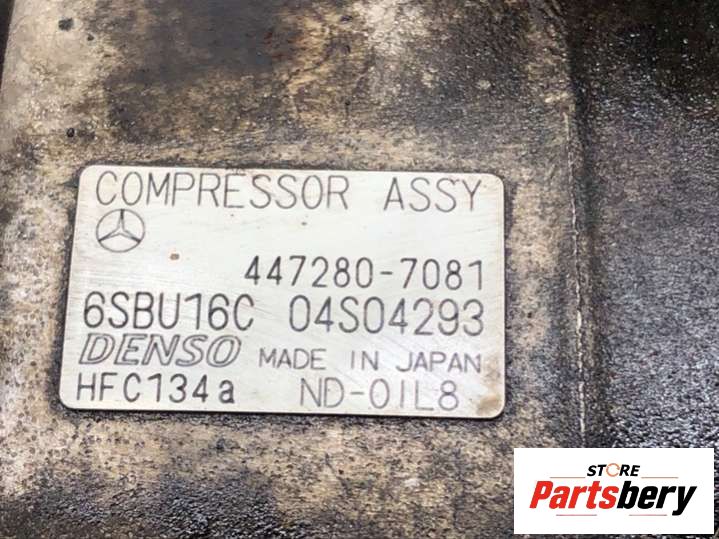 COMPRESSOR ASSY
447280-7081
6SBU16C 04S04293
DENSO MADE IN JAPAN
HFC134a ND-OIL8
STORE
Partsbery